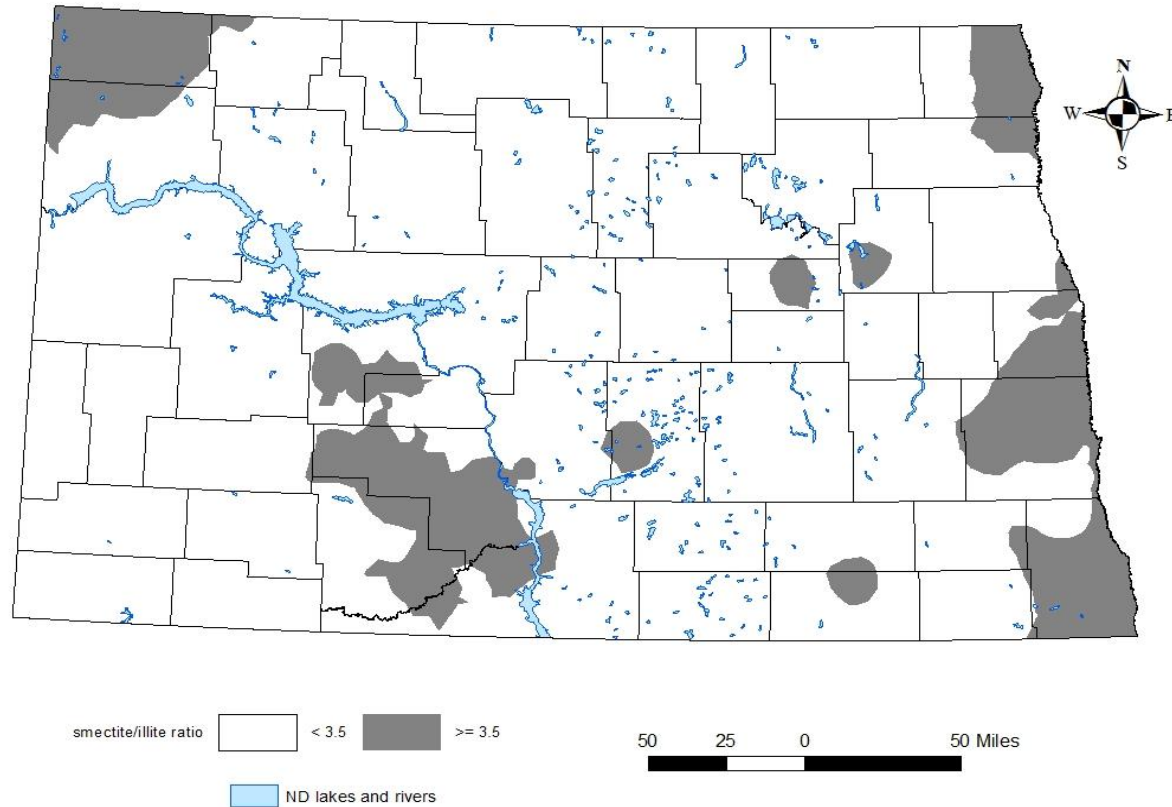 N
W E
S
smectite/illite ratio < 3.5 >= 3.5
50 25 0 50 Miles
ND lakes and rivers